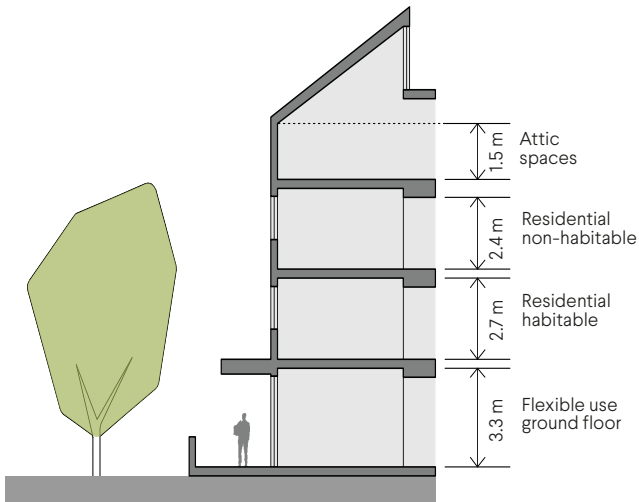 1.5 m
Attic
spaces
2.4 m
Residential
non-habitable
2.7 m
Residential
habitable
3.3 m
Flexible use
ground floor